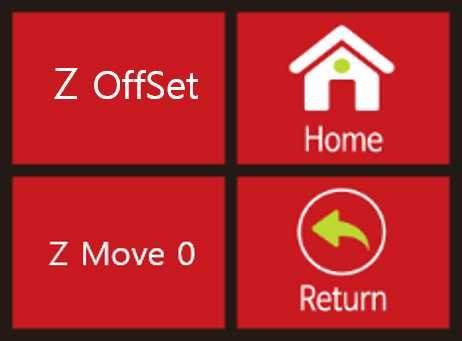 Z OffSet
Home
Z Move 0
Return